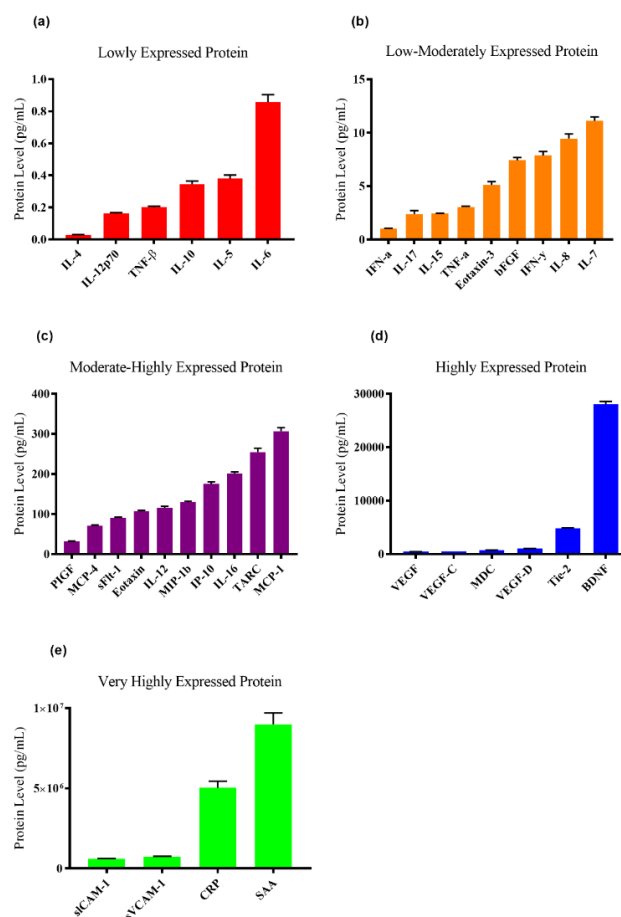 (a)
Lowly Expressed Protein
Protein Level (pg/mL)
1.0
0.8
0.6
0.4
0.2
0.0
IL-4
IL-12p70
TNF-β
IL-10
IL-5
IL-6
(b)
Low-Moderately Expressed Protein
Protein Level (pg/mL)
15
10
5
0
IFN-a
IL-17
IL-15
TNF-a
Eotaxin-3
bFGF
IFN-y
IL-8
IL-7
(c)
Moderate-Highly Expressed Protein
Protein Level (pg/mL)
400
300
200
100
0
PIGF
MCP-4
sFlt-1
Eotaxin
IL-12
MIP-1b
IP-10
IL-16
TARC
MCP-1
(d)
Highly Expressed Protein
Protein Level (pg/mL)
30000
20000
10000
0
VEGF
VEGF-C
MDC
VEGF-D
Tie-2
BDNF
(e)
Very Highly Expressed Protein
Protein Level (pg/mL)
1×10⁷
5×10⁶
0
sICAM-1
sVCAM-1
CRP
SAA